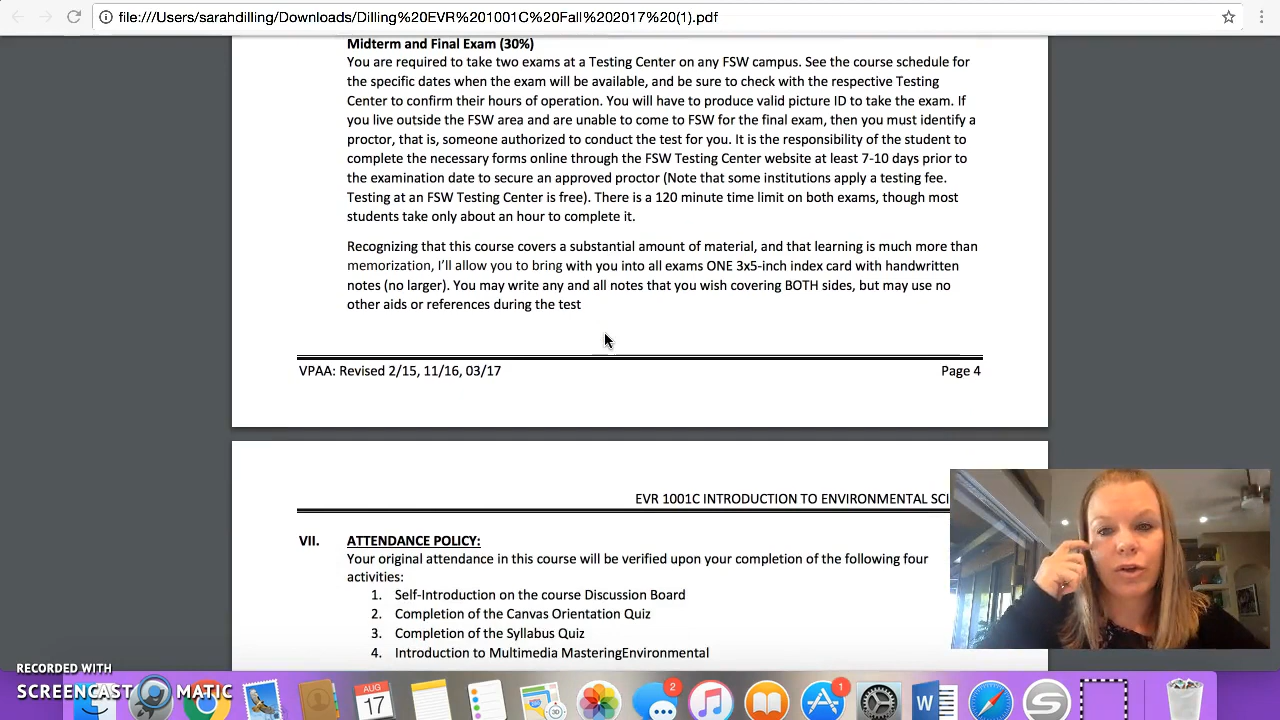 file:///Users/sarahdilling/Downloads/Dilling%20EVR%201001C%20Fall%202017%20(1).pdf
Midterm and Final Exam (30%)
You are required to take two exams at a Testing Center on any FSW campus. See the course schedule for
the specific dates when the exam will be available, and be sure to check with the respective Testing
Center to confirm their hours of operation. You will have to produce valid picture ID to take the exam. If
you live outside the FSW area and are unable to come to FSW for the final exam, then you must identify a
proctor, that is, someone authorized to conduct the test for you. It is the responsibility of the student to
complete the necessary forms online through the FSW Testing Center website at least 7-10 days prior to
the examination date to secure an approved proctor (Note that some institutions apply a testing fee.
Testing at an FSW Testing Center is free). There is a 120 minute time limit on both exams, though most
students take only about an hour to complete it.
Recognizing that this course covers a substantial amount of material, and that learning is much more than
memorization, I'll allow you to bring with you into all exams ONE 3x5-inch index card with handwritten
notes (no larger). You may write any and all notes that you wish covering BOTH sides, but may use no
other aids or references during the test
VPAA: Revised 2/15, 11/16, 03/17 Page 4
EVR 1001C INTRODUCTION TO ENVIRONMENTAL SCI
VII. ATTENDANCE POLICY:
Your original attendance in this course will be verified upon your completion of the following four
activities:
1. Self-Introduction on the course Discussion Board
2. Completion of the Canvas Orientation Quiz
3. Completion of the Syllabus Quiz
4. Introduction to Multimedia MasteringEnvironmental
RECORDED WITH
SCREENCAST MATIC
AUG
17
2
1
W
S